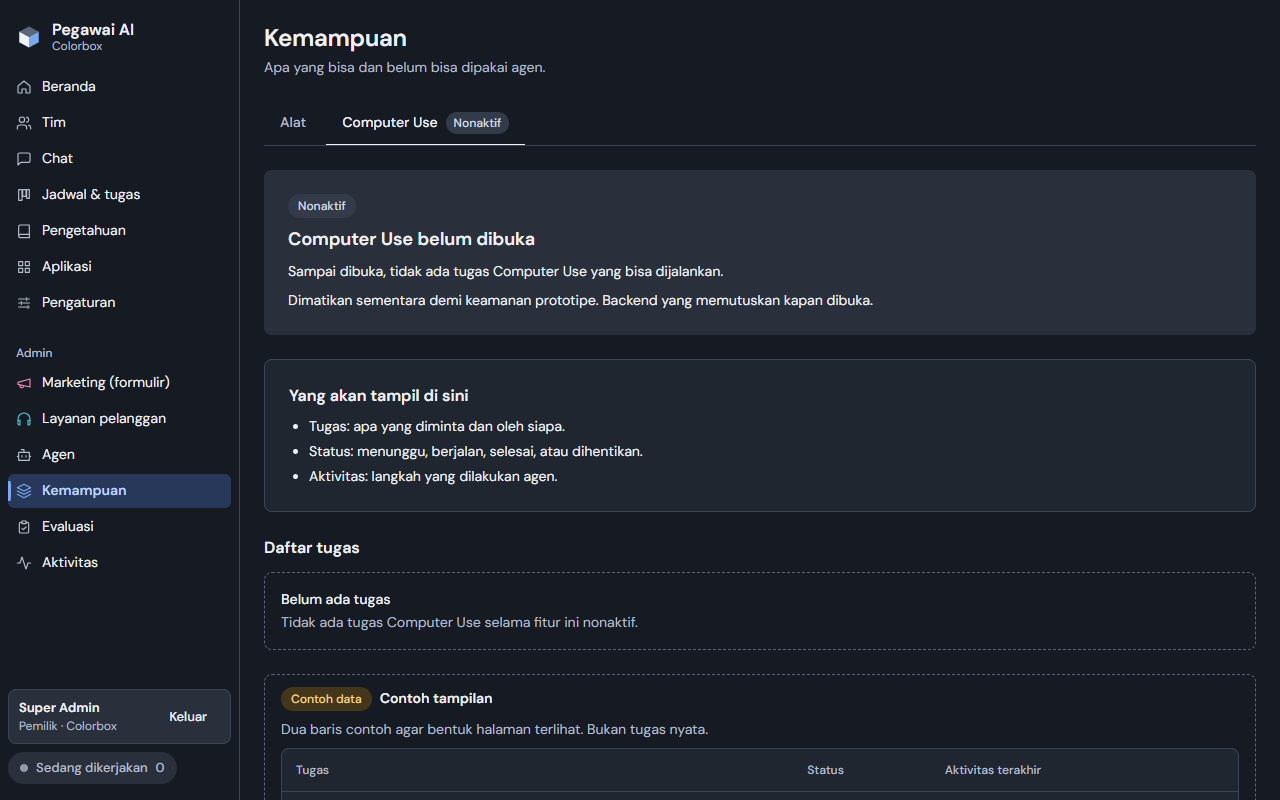 Pegawai AI
Colorbox
Beranda
Tim
Chat
Jadwal & tugas
Pengetahuan
Aplikasi
Pengaturan
Admin
Marketing (formulir)
Layanan pelanggan
Agen
Kemampuan
Evaluasi
Aktivitas
Super Admin
Pemilik · Colorbox
Keluar
Sedang dikerjakan 0
Kemampuan
Apa yang bisa dan belum bisa dipakai agen.
Alat
Computer Use Nonaktif
Nonaktif
Computer Use belum dibuka
Sampai dibuka, tidak ada tugas Computer Use yang bisa dijalankan.
Dimatikan sementara demi keamanan prototipe. Backend yang memutuskan kapan dibuka.
Yang akan tampil di sini
• Tugas: apa yang diminta dan oleh siapa.
• Status: menunggu, berjalan, selesai, atau dihentikan.
• Aktivitas: langkah yang dilakukan agen.
Daftar tugas
Belum ada tugas
Tidak ada tugas Computer Use selama fitur ini nonaktif.
Contoh data Contoh tampilan
Dua baris contoh agar bentuk halaman terlihat. Bukan tugas nyata.
Tugas Status Aktivitas terakhir